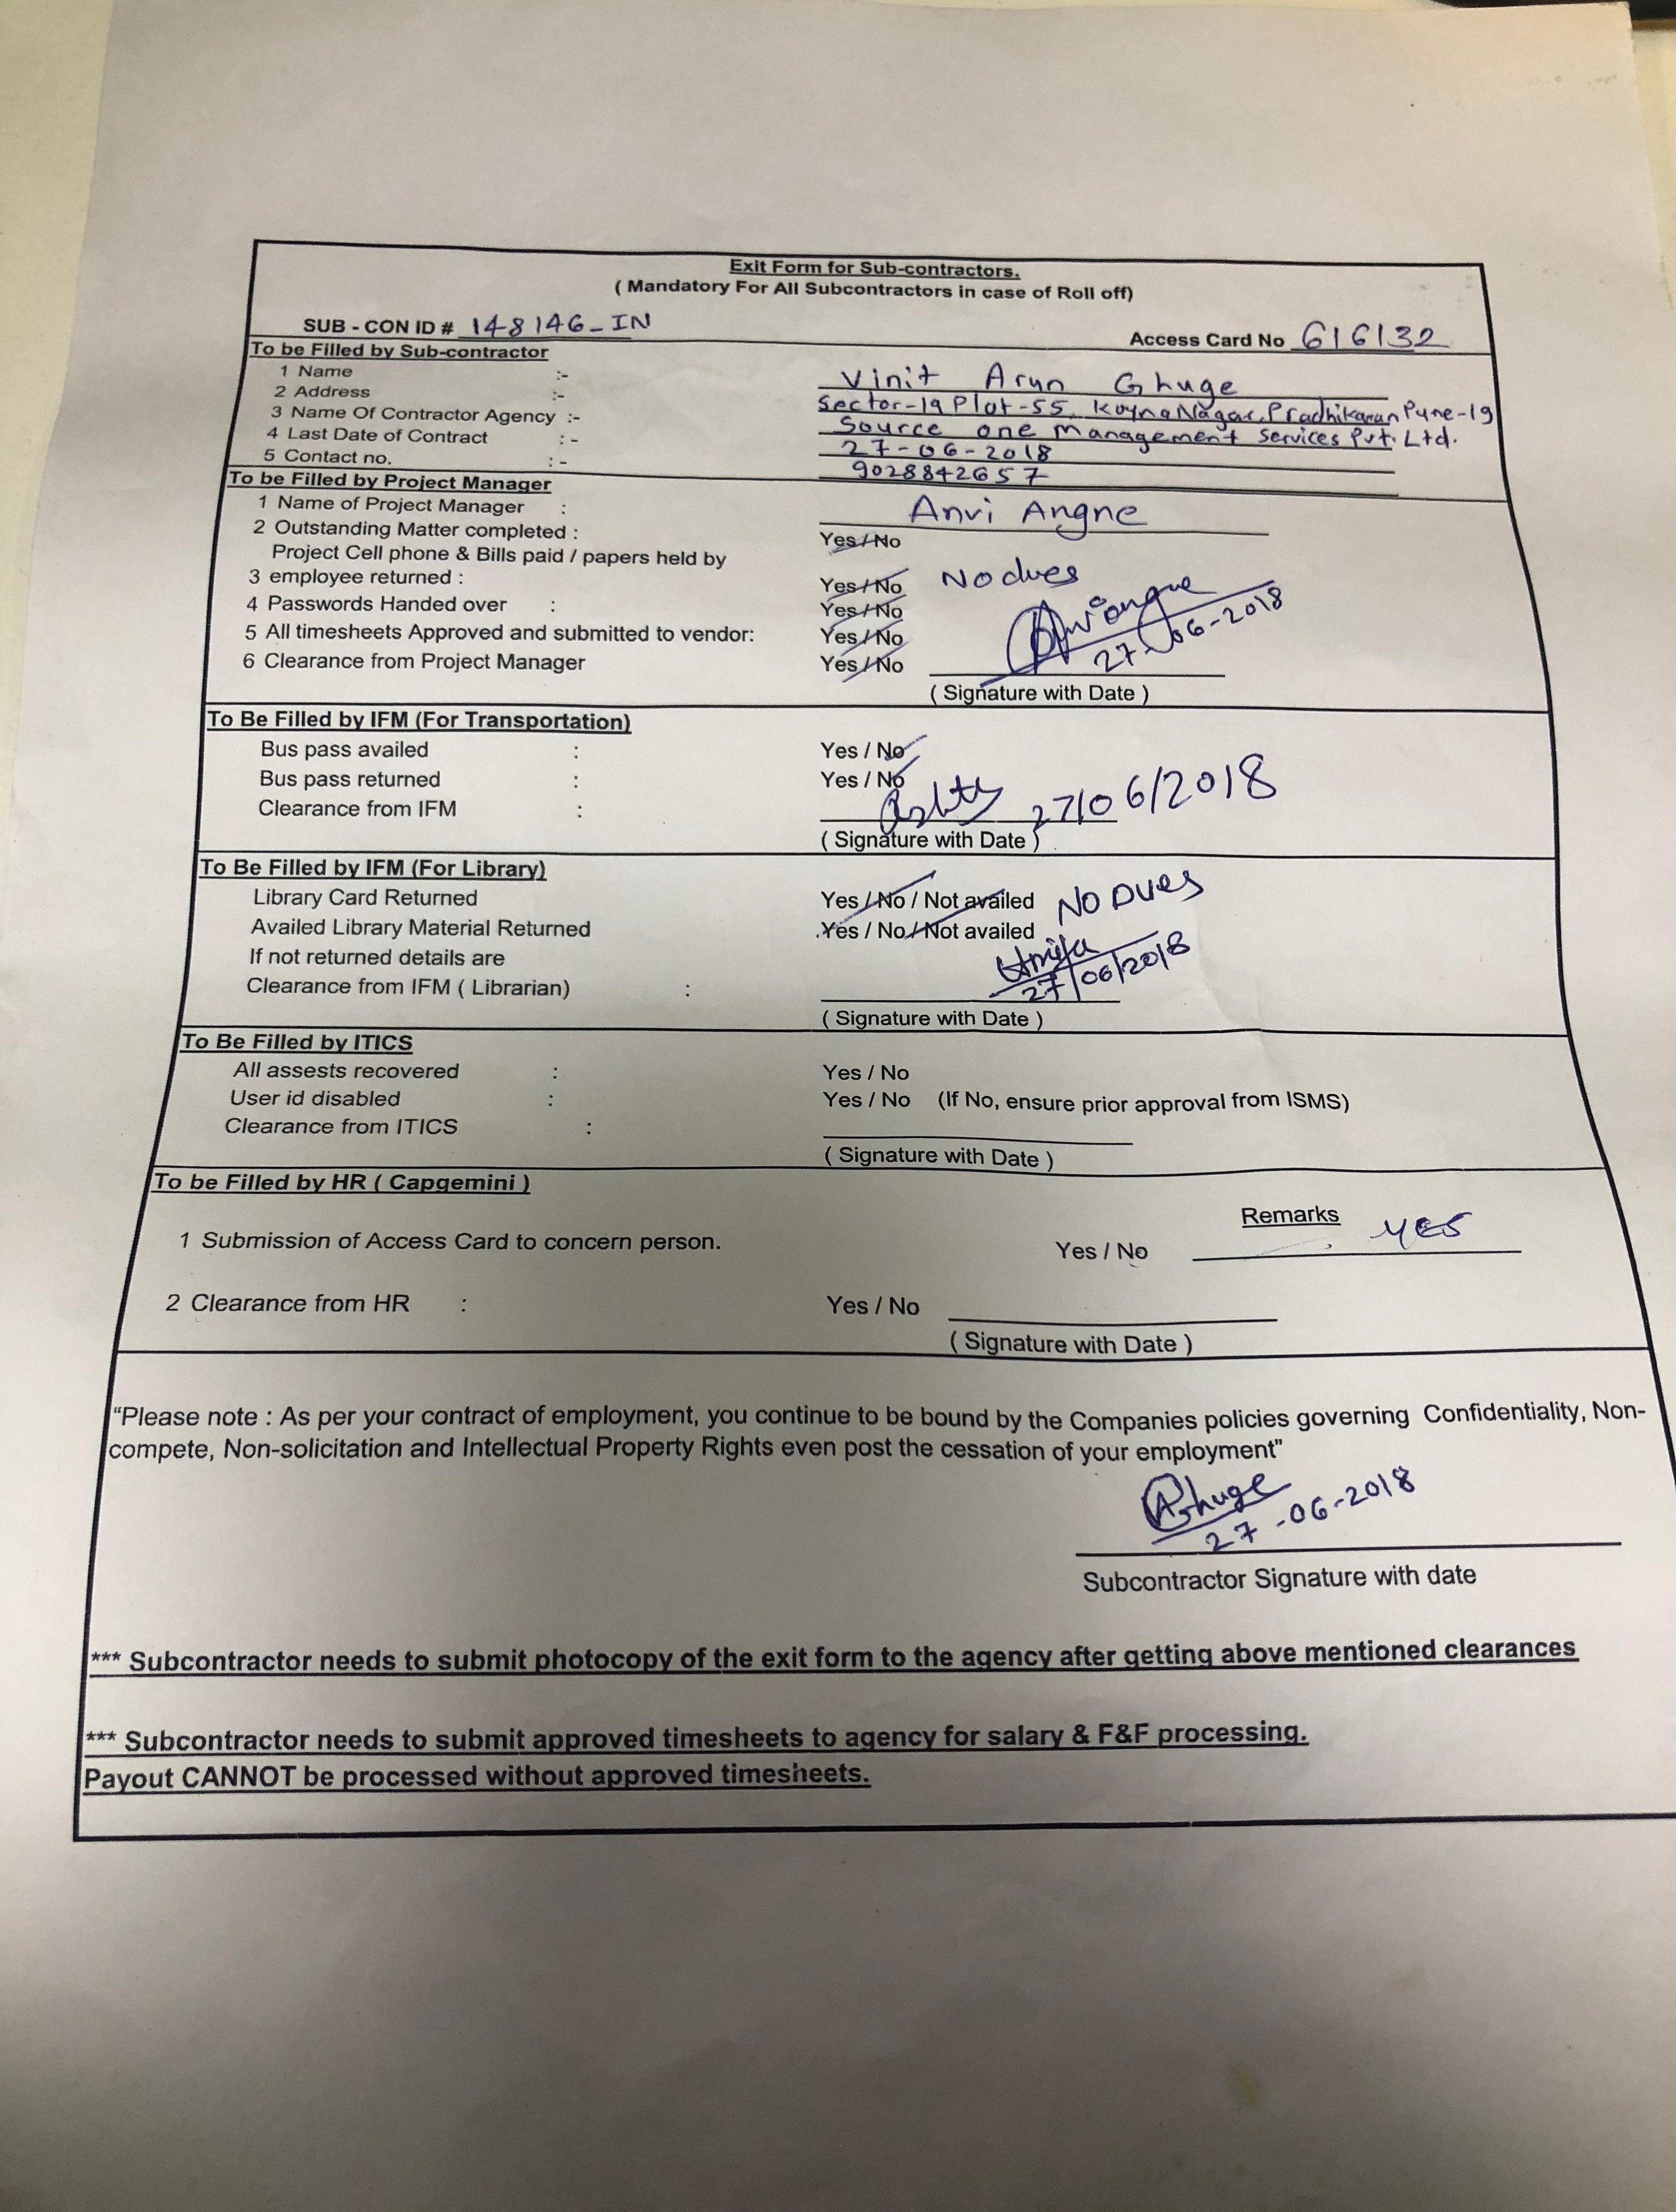 Exit Form for Sub-contractors.
( Mandatory For All Subcontractors in case of Roll off)
SUB - CON ID # 148146_IN Access Card No 616132
To be Filled by Sub-contractor
1 Name :- Vinit Arun Ghuge
2 Address :- Sector-19 Plot-55, Koyna Nagar, Pradhikaran Pune-19
3 Name Of Contractor Agency :- Source one Management Services Pvt. Ltd.
4 Last Date of Contract :- 27-06-2018
5 Contact no. :- 9028842657
To be Filled by Project Manager
1 Name of Project Manager : Anvi Angne
2 Outstanding Matter completed : Yes/No
Project Cell phone & Bills paid / papers held by
3 employee returned : Yes/No No dues
4 Passwords Handed over : Yes/No
5 All timesheets Approved and submitted to vendor: Yes/No
6 Clearance from Project Manager Yes/No 27-06-2018
( Signature with Date )
To Be Filled by IFM (For Transportation)
Bus pass availed : Yes / No
Bus pass returned : Yes / No
Clearance from IFM : 27/06/2018
( Signature with Date )
To Be Filled by IFM (For Library)
Library Card Returned Yes / No / Not availed NO DUES
Availed Library Material Returned Yes / No / Not availed
If not returned details are
Clearance from IFM ( Librarian) : 27/06/2018
( Signature with Date )
To Be Filled by ITICS
All assests recovered : Yes / No
User id disabled : Yes / No (If No, ensure prior approval from ISMS)
Clearance from ITICS :
( Signature with Date )
To be Filled by HR ( Capgemini )
Remarks
1 Submission of Access Card to concern person. Yes / No YES
2 Clearance from HR : Yes / No
( Signature with Date )
“Please note : As per your contract of employment, you continue to be bound by the Companies policies governing Confidentiality, Non-
compete, Non-solicitation and Intellectual Property Rights even post the cessation of your employment”
Ghuge
27-06-2018
Subcontractor Signature with date
*** Subcontractor needs to submit photocopy of the exit form to the agency after getting above mentioned clearances
*** Subcontractor needs to submit approved timesheets to agency for salary & F&F processing.
Payout CANNOT be processed without approved timesheets.